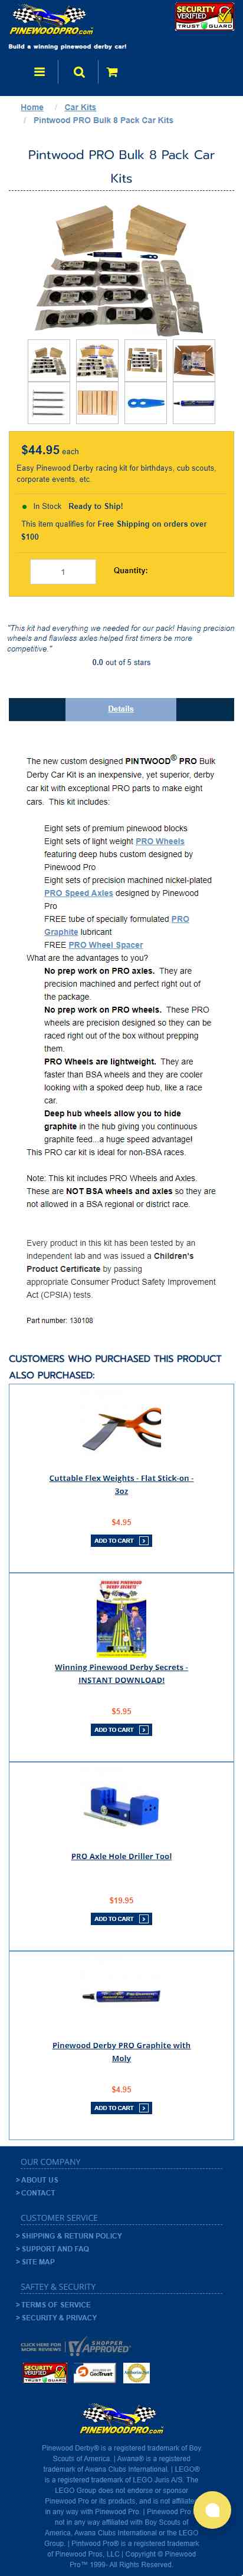 PINEWOODPRO.COM
SECURITY
VERIFIED
TRUST GUARD
Build a winning pinewood derby car!
Home / Car Kits
/ Pintwood PRO Bulk 8 Pack Car Kits
Pintwood PRO Bulk 8 Pack Car
Kits
$44.95 each
Easy Pinewood Derby racing kit for birthdays, cub scouts,
corporate events, etc.
In Stock Ready to Ship!
This item qualifies for Free Shipping on orders over
$100
1
Quantity:
"This kit had everything we needed for our pack! Having precision
wheels and flawless axles helped first timers be more
competitive."
0.0 out of 5 stars
Details
The new custom designed PINTWOOD® PRO Bulk
Derby Car Kit is an inexpensive, yet superior, derby
car kit with exceptional PRO parts to make eight
cars. This kit includes:
Eight sets of premium pinewood blocks
Eight sets of light weight PRO Wheels
featuring deep hubs custom designed by
Pinewood Pro
Eight sets of precision machined nickel-plated
PRO Speed Axles designed by Pinewood
Pro
FREE tube of specially formulated PRO
Graphite lubricant
FREE PRO Wheel Spacer
What are the advantages to you?
No prep work on PRO axles. They are
precision machined and perfect right out of
the package.
No prep work on PRO wheels. These PRO
wheels are precision designed so they can be
raced right out of the box without prepping
them.
PRO Wheels are lightweight. They are
faster than BSA wheels and they are cooler
looking with a spoked deep hub, like a race
car.
Deep hub wheels allow you to hide
graphite in the hub giving you continuous
graphite feed...a huge speed advantage!
This PRO car kit is ideal for non-BSA races.
Note: This kit includes PRO Wheels and Axles.
These are NOT BSA wheels and axles so they are
not allowed in a BSA regional or district race.
Every product in this kit has been tested by an
independent lab and was issued a Children's
Product Certificate by passing
appropriate Consumer Product Safety Improvement
Act (CPSIA) tests.
Part number: 130108
CUSTOMERS WHO PURCHASED THIS PRODUCT
ALSO PURCHASED:
Cuttable Flex Weights - Flat Stick-on -
3oz
$4.95
ADD TO CART
WINNING PINEWOOD
DERBY SECRETS
Winning Pinewood Derby Secrets -
INSTANT DOWNLOAD!
$5.95
ADD TO CART
PRO Axle Hole Driller Tool
$19.95
ADD TO CART
Pinewood Derby PRO Graphite with
Moly
$4.95
ADD TO CART
OUR COMPANY
> ABOUT US
> CONTACT
CUSTOMER SERVICE
> SHIPPING & RETURN POLICY
> SUPPORT AND FAQ
> SITE MAP
SAFTEY & SECURITY
> TERMS OF SERVICE
> SECURITY & PRIVACY
CLICK HERE FOR
MORE REVIEWS
SHOPPER
APPROVED
SECURITY
VERIFIED
TRUST GUARD
GeoTrust
PINEWOODPRO.COM
Pinewood Derby® is a registered trademark of Boy
Scouts of America. | Awana® is a registered
trademark of Awana Clubs International. | LEGO®
is a registered trademark of LEGO Juris A/S. The
LEGO Group does not endorse or sponsor
Pinewood Pro or its products, and is not affiliated
in any way with Pinewood Pro. | Pinewood Pro is
not in any way affiliated with Boy Scouts of
America, Awana Clubs International or the LEGO
Group. | Pintwood Pro® is a registered trademark
of Pinewood Pros, LLC | Copyright © Pinewood
Pro™ 1999- All Rights Reserved.